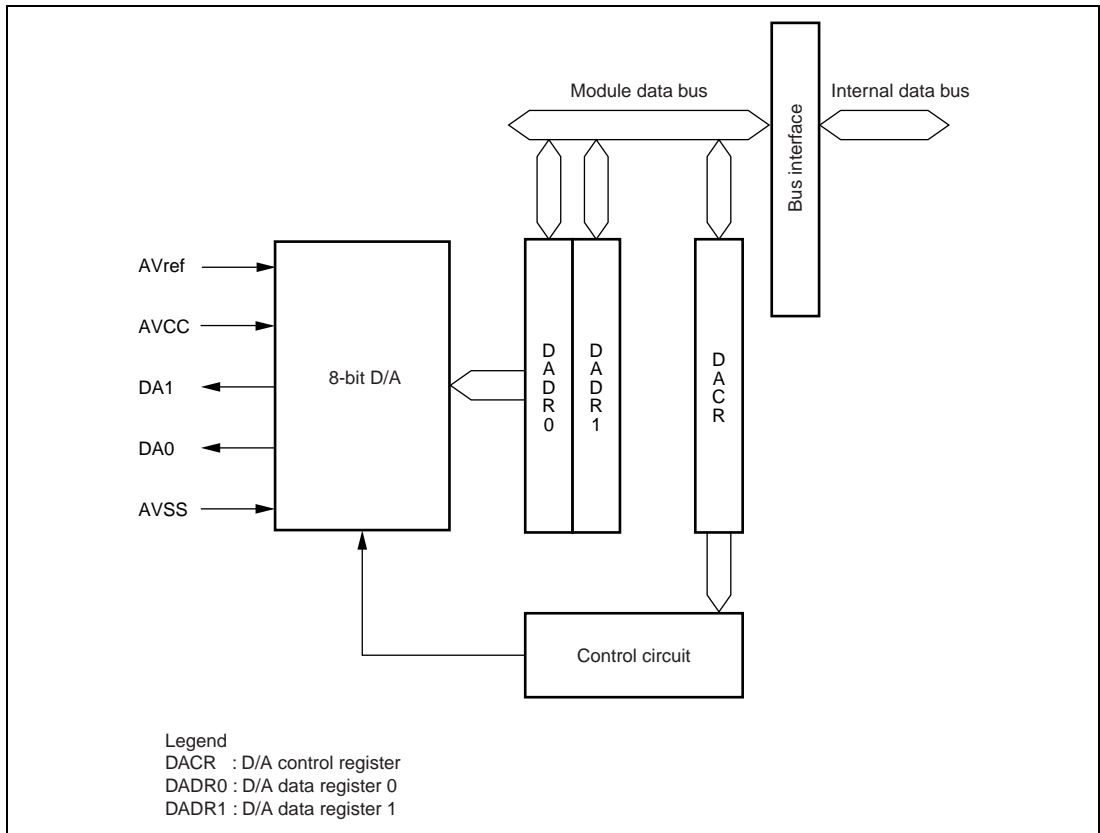 Module data bus
Internal data bus
Bus interface
AVref
AVCC
DA1
DA0
AVSS
8-bit D/A
DADR0
DADR1
DACR
Control circuit
Legend
DACR : D/A control register
DADR0 : D/A data register 0
DADR1 : D/A data register 1